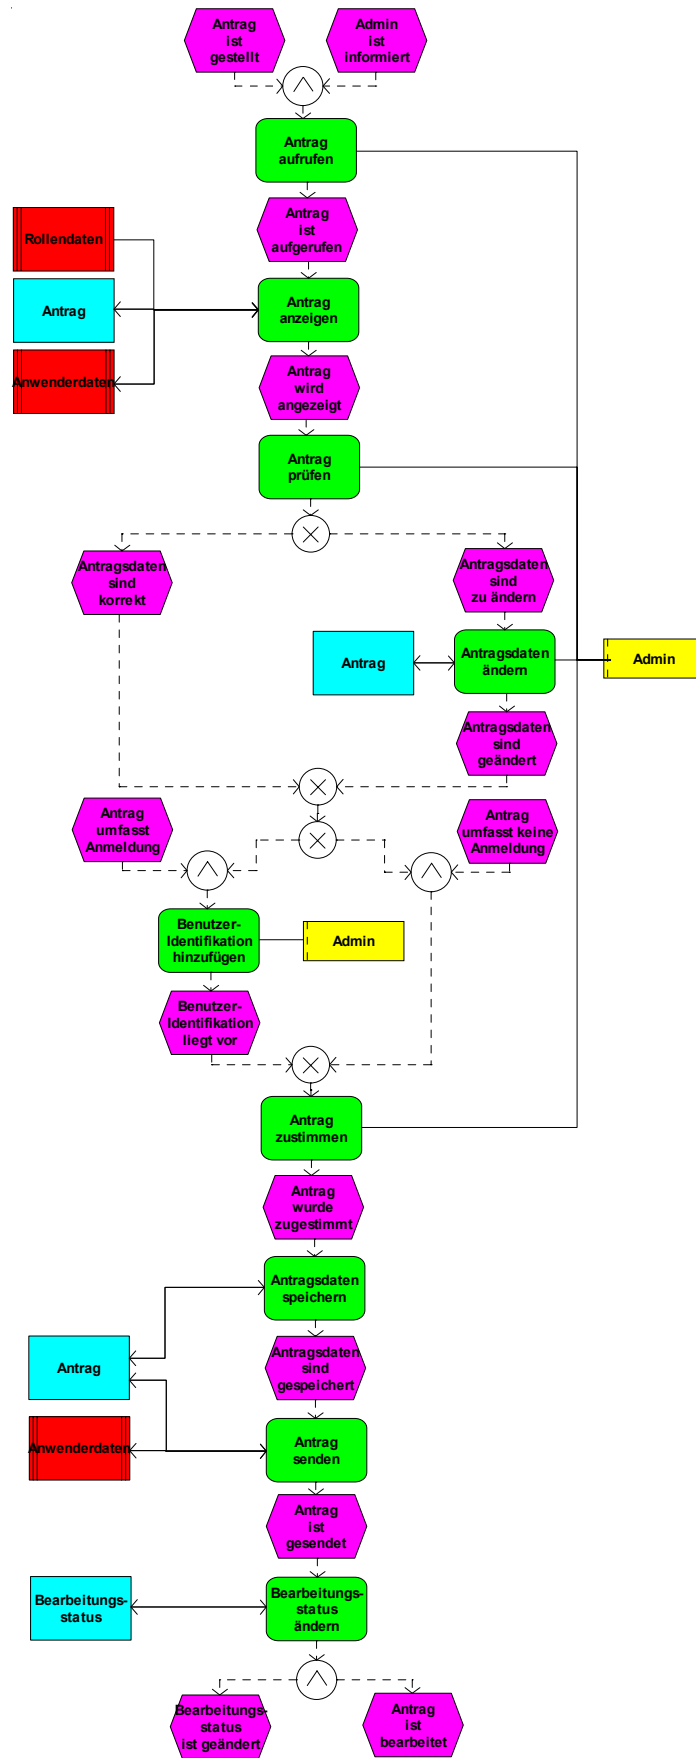 Antrag
ist
gestellt
Admin
ist
informiert
Antrag
aufrufen
Antrag
ist
aufgerufen
Rollendaten
Antrag
Anwenderdaten
Antrag
anzeigen
Antrag
wird
angezeigt
Antrag
prüfen
Antragsdaten
sind
korrekt
Antragsdaten
sind
zu ändern
Antrag
Antragsdaten
ändern
Admin
Antragsdaten
sind
geändert
Antrag
umfasst
Anmeldung
Antrag
umfasst keine
Anmeldung
Benutzer-
Identifikation
hinzufügen
Admin
Benutzer-
Identifikation
liegt vor
Antrag
zustimmen
Antrag
wurde
zugestimmt
Antragsdaten
speichern
Antrag
Antragsdaten
sind
gespeichert
Anwenderdaten
Antrag
senden
Antrag
ist
gesendet
Bearbeitungs-
status
Bearbeitungs-
status
ändern
Bearbeitungs-
status
ist geändert
Antrag
ist
bearbeitet